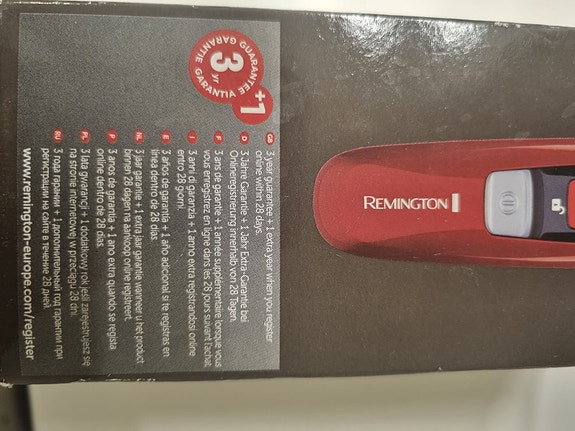 GUARANTEE
GARANTIE
GARANTIA
3
yr
+1
GB 3 year guarantee + 1 extra year when you register
online within 28 days.
D 3 Jahre Garantie + 1 Jahr Extra-Garantie bei
Onlineregistrierung innerhalb von 28 Tagen.
F 3 ans de garantie + 1 année supplémentaire lorsque vous
vous enregistrez en ligne dans les 28 jours suivant l'achat.
I 3 anni di garanzia + 1 anno extra registrandosi online
entro 28 giorni.
E 3 años de garantía + 1 año adicional si te registras en
línea dentro de 28 días.
NL 3 jaar garantie + 1 extra jaar garantie wanneer u het product
binnen 28 dagen na aankoop online registreert.
P 3 anos de garantia + 1 ano extra quando se regista
online dentro de 28 dias.
PL 3 lata gwarancji + 1 dodatkowy rok jeśli zarejestrujesz się
na stronie internetowej w przeciągu 28 dni.
RU 3 года гарантии + 1 дополнительный год гарантии при
регистрации на сайте в течение 28 дней.
www.remington-europe.com/register
REMINGTON